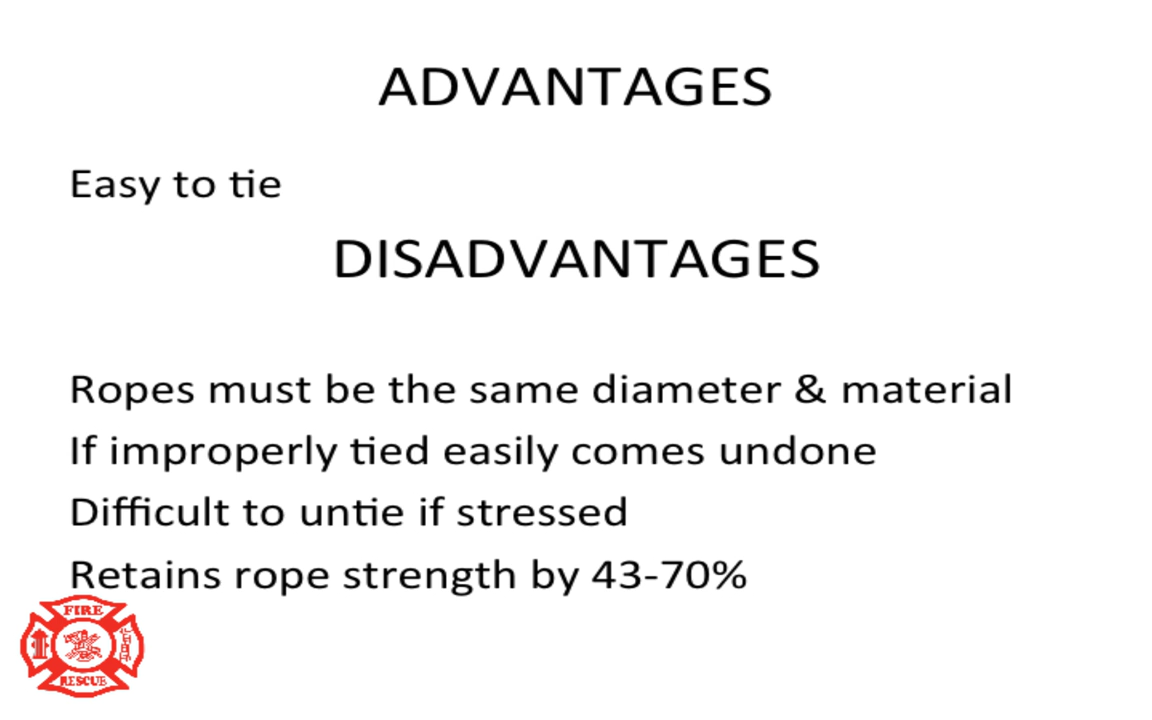 ADVANTAGES
Easy to tie
DISADVANTAGES
Ropes must be the same diameter & material
If improperly tied easily comes undone
Difficult to untie if stressed
Retains rope strength by 43-70%
FIRE
RESCUE